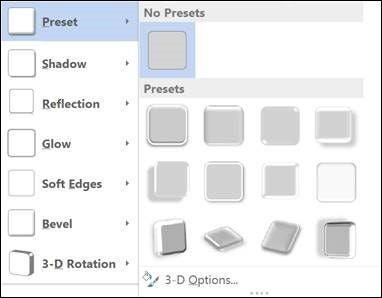 Preset
Shadow
Reflection
Glow
Soft Edges
Bevel
3-D Rotation
No Presets
Presets
3-D Options...